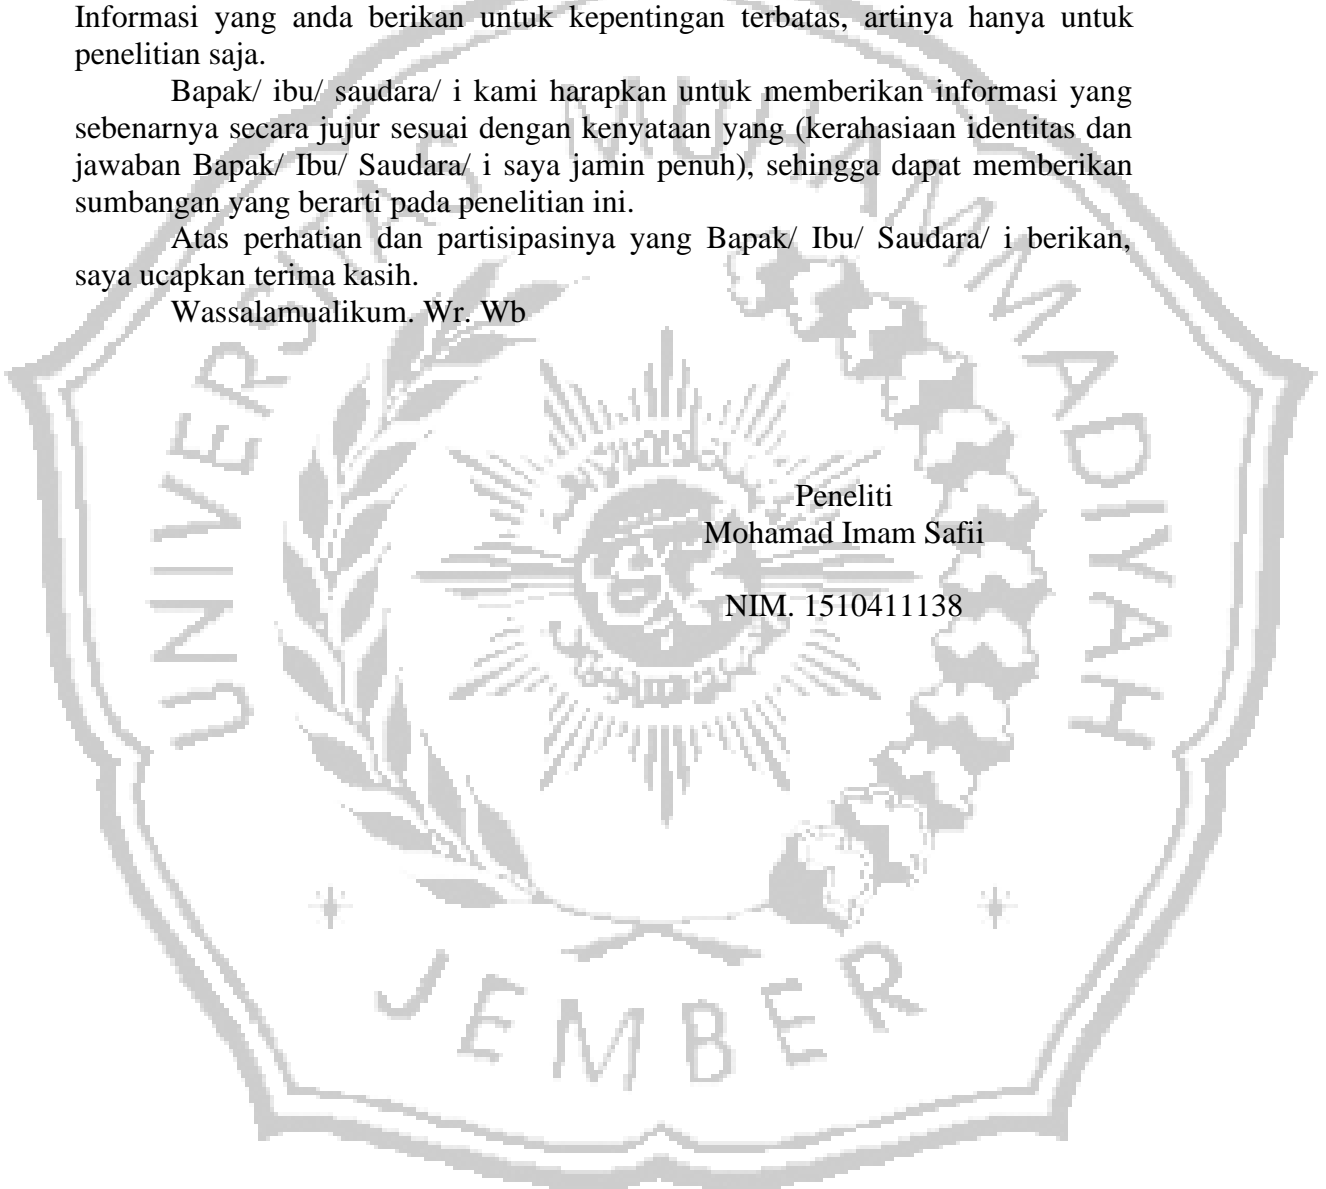 Informasi yang anda berikan untuk kepentingan terbatas, artinya hanya untuk
penelitian saja.
Bapak/ ibu/ saudara/ i kami harapkan untuk memberikan informasi yang
sebenarnya secara jujur sesuai dengan kenyataan yang (kerahasiaan identitas dan
jawaban Bapak/ Ibu/ Saudara/ i saya jamin penuh), sehingga dapat memberikan
sumbangan yang berarti pada penelitian ini.
Atas perhatian dan partisipasinya yang Bapak/ Ibu/ Saudara/ i berikan,
saya ucapkan terima kasih.
Wassalamualikum. Wr. Wb
Peneliti
Mohamad Imam Safii
NIM. 1510411138
UNIVERSITAS MUHAMMADIYAH
JEMBER